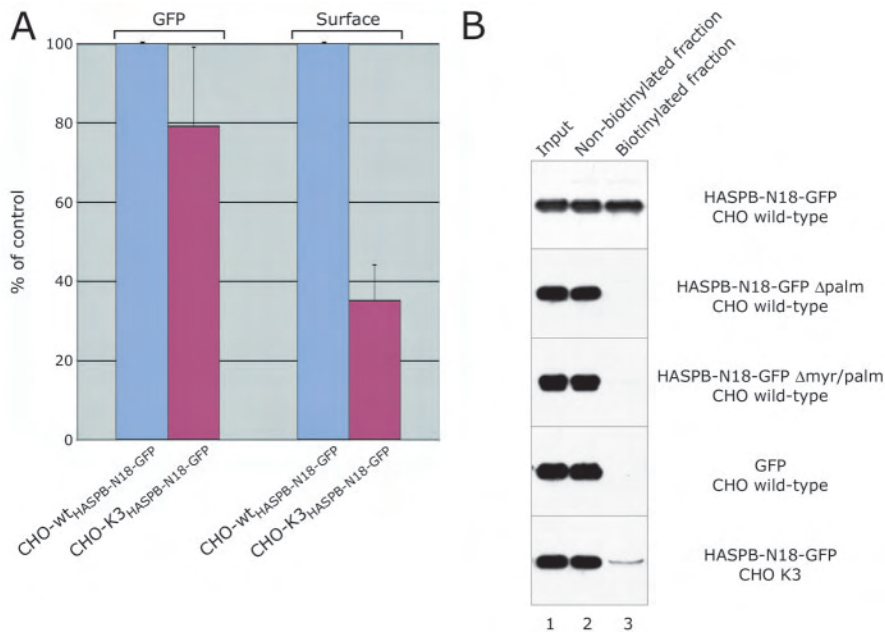 A
GFP
Surface
% of control
100
80
60
40
20
0
CHO-wtHASPB-N18-GFP
CHO-K3HASPB-N18-GFP
CHO-wtHASPB-N18-GFP
CHO-K3HASPB-N18-GFP
B
Input
Non-biotinylated fraction
Biotinylated fraction
HASPB-N18-GFP
CHO wild-type
HASPB-N18-GFP Δpalm
CHO wild-type
HASPB-N18-GFP Δmyr/palm
CHO wild-type
GFP
CHO wild-type
HASPB-N18-GFP
CHO K3
1 2 3